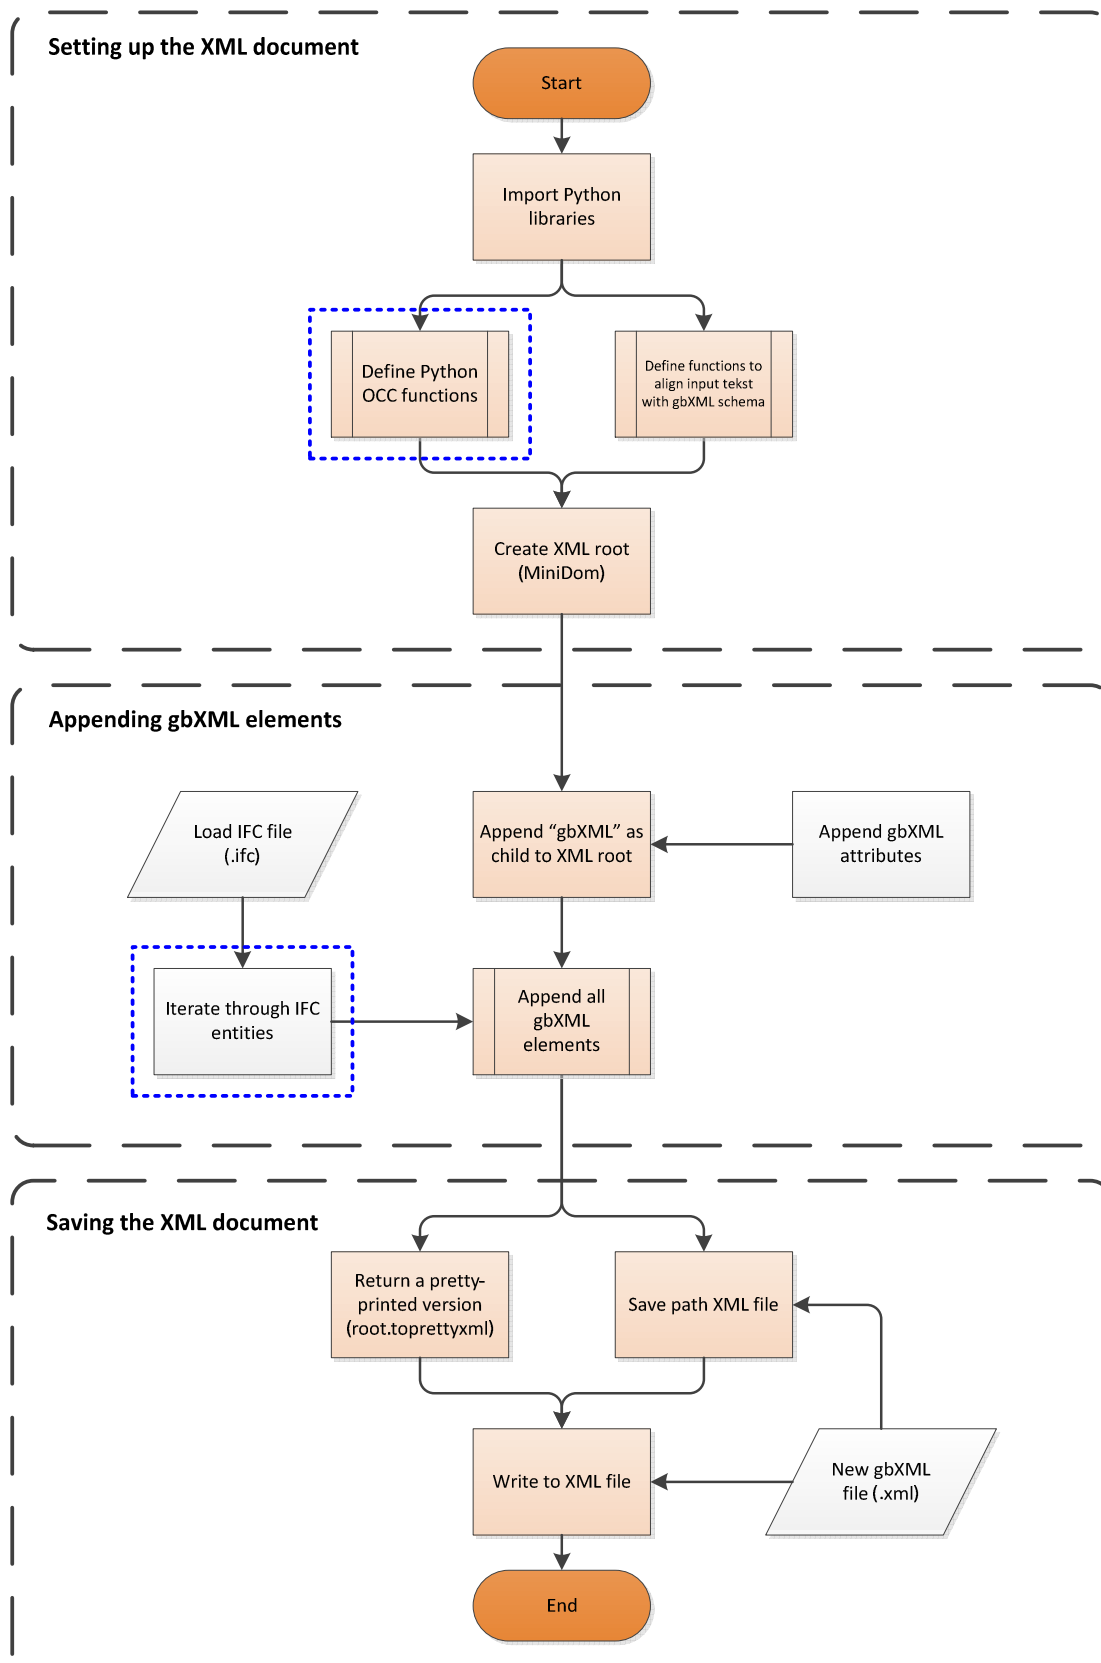 Setting up the XML document
Start
Import Python
libraries
Define Python
OCC functions
Define functions to
align input tekst
with gbXML schema
Create XML root
(MiniDom)
Appending gbXML elements
Load IFC file
(.ifc)
Append “gbXML” as
child to XML root
Append gbXML
attributes
Iterate through IFC
entities
Append all
gbXML
elements
Saving the XML document
Return a pretty-
printed version
(root.toprettyxml)
Save path XML file
Write to XML file
New gbXML
file (.xml)
End